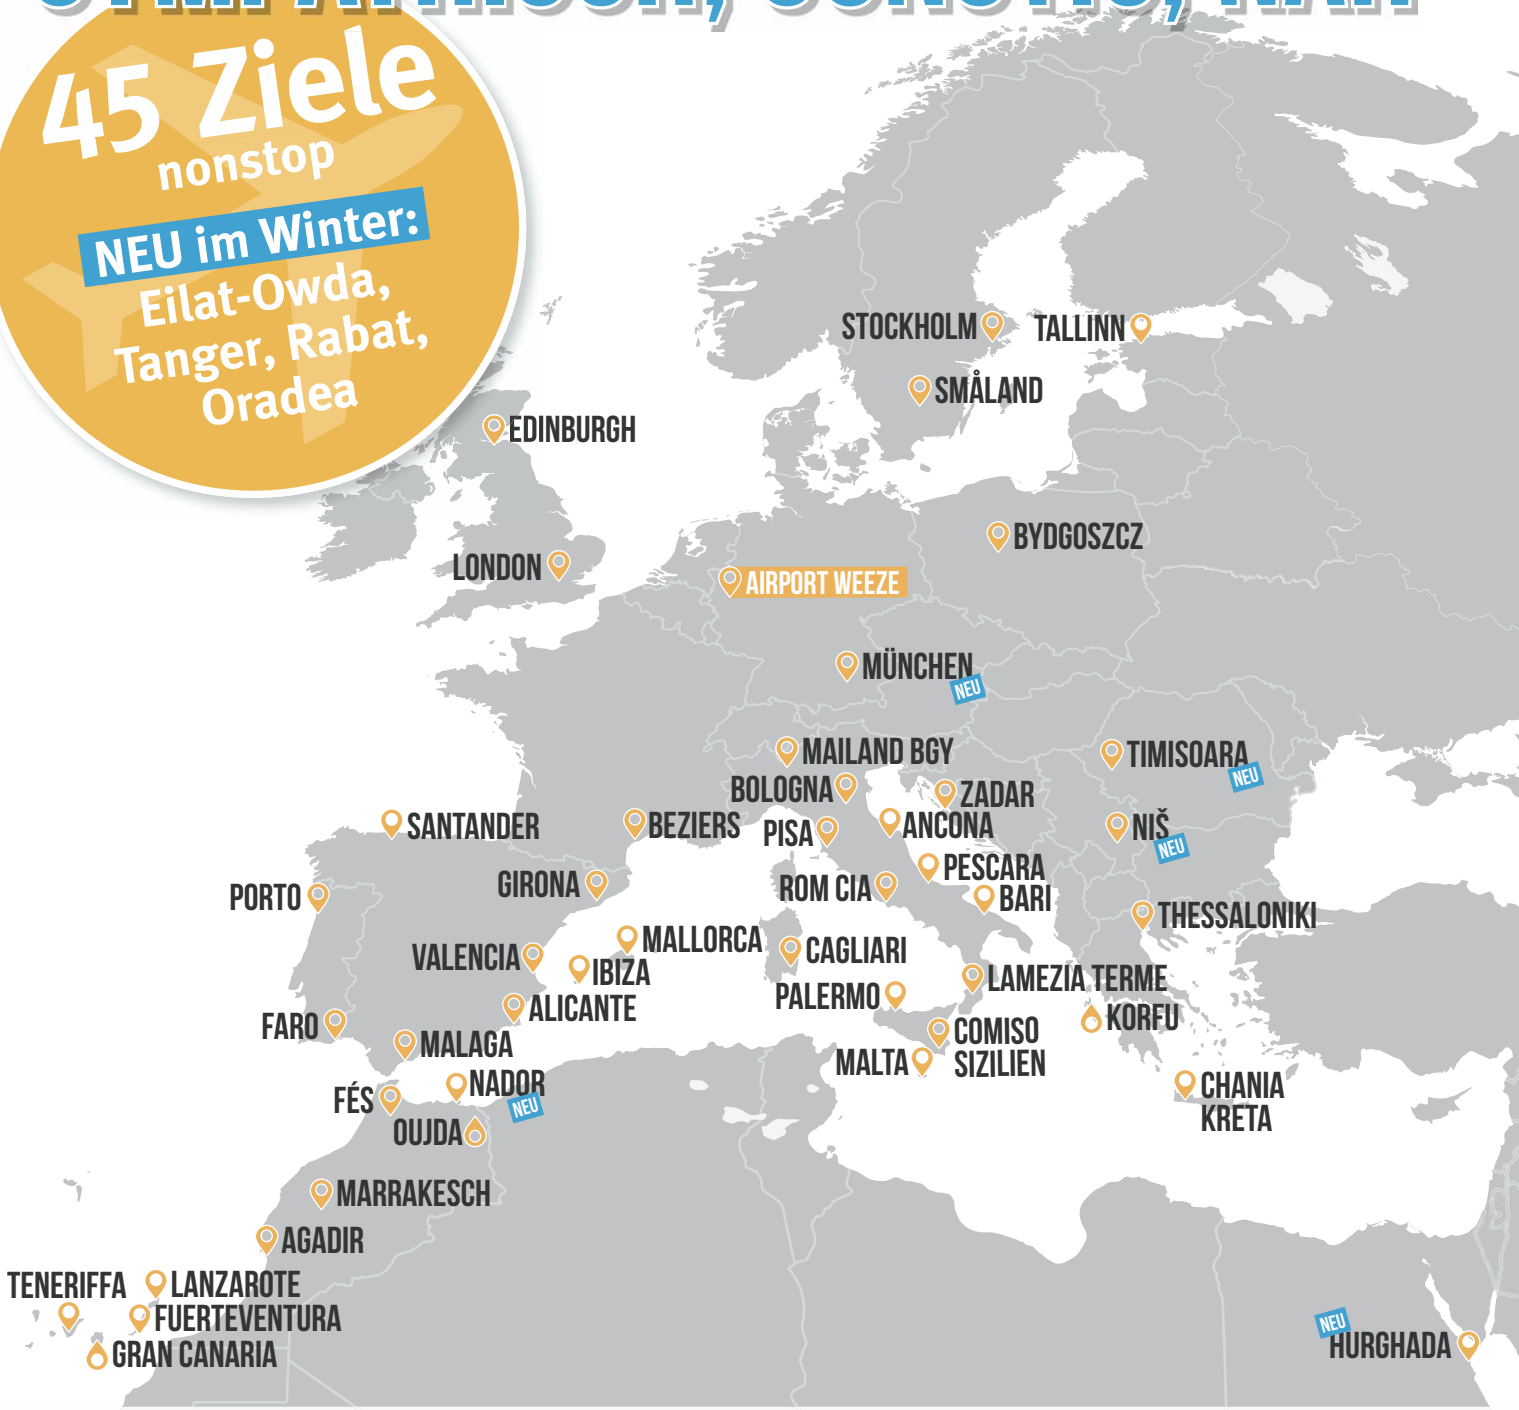 45 Ziele
nonstop
NEU im Winter:
Eilat-Owda,
Tanger, Rabat,
Oradea
STOCKHOLM
TALLINN
SMÅLAND
EDINBURGH
BYDGOSZCZ
LONDON
AIRPORT WEEZE
MÜNCHEN
NEU
MAILAND BGY
TIMISOARA
NEU
BOLOGNA
ZADAR
SANTANDER
BEZIERS
PISA
ANCONA
NIŠ
NEU
PESCARA
GIRONA
ROM CIA
BARI
PORTO
THESSALONIKI
MALLORCA
VALENCIA
CAGLIARI
IBIZA
LAMEZIA TERME
PALERMO
ALICANTE
KORFU
FARO
COMISO
SIZILIEN
MALAGA
MALTA
NADOR
NEU
CHANIA
KRETA
FÉS
OUJDA
MARRAKESCH
AGADIR
TENERIFFA
LANZAROTE
FUERTEVENTURA
GRAN CANARIA
NEU
HURGHADA